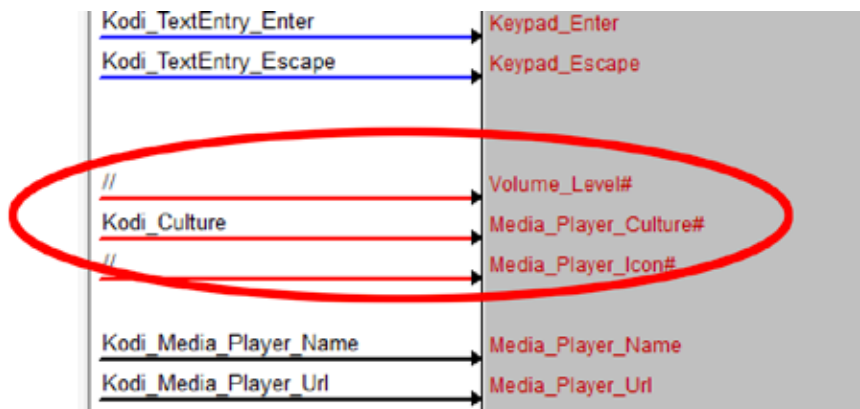 Kodi_TextEntry_Enter Keypad_Enter
Kodi_TextEntry_Escape Keypad_Escape
// Volume_Level#
Kodi_Culture Media_Player_Culture#
// Media_Player_Icon#
Kodi_Media_Player_Name Media_Player_Name
Kodi_Media_Player_Url Media_Player_Url